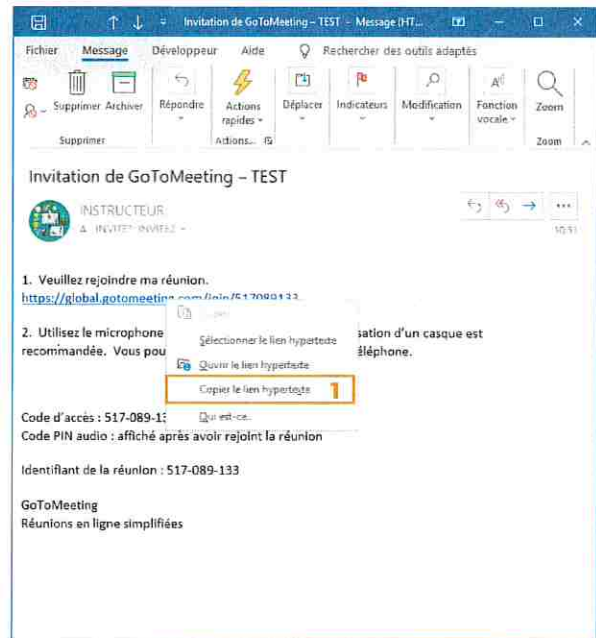 Invitation de GoToMeeting – TEST - Message (HT...
Fichier Message Développeur Aide Rechercher des outils adaptés
Supprimer Archiver Répondre Actions rapides Déplacer Indicateurs Modification Fonction vocale Zoom
Supprimer Actions... Zoom
Invitation de GoToMeeting – TEST
INSTRUCTEUR
10:51
1. Veuillez rejoindre ma réunion.
https://global.gotomeeting.com/join/517089133
Sélectionner le lien hypertexte
2. Utilisez le microphone sation d'un casque est
recommandée. Vous pou éléphone.
Ouvrir le lien hypertexte
Copier le lien hypertexte 1
Qui est-ce...
Code d'accès : 517-089-13
Code PIN audio : affiché après avoir rejoint la réunion
Identifiant de la réunion : 517-089-133
GoToMeeting
Réunions en ligne simplifiées